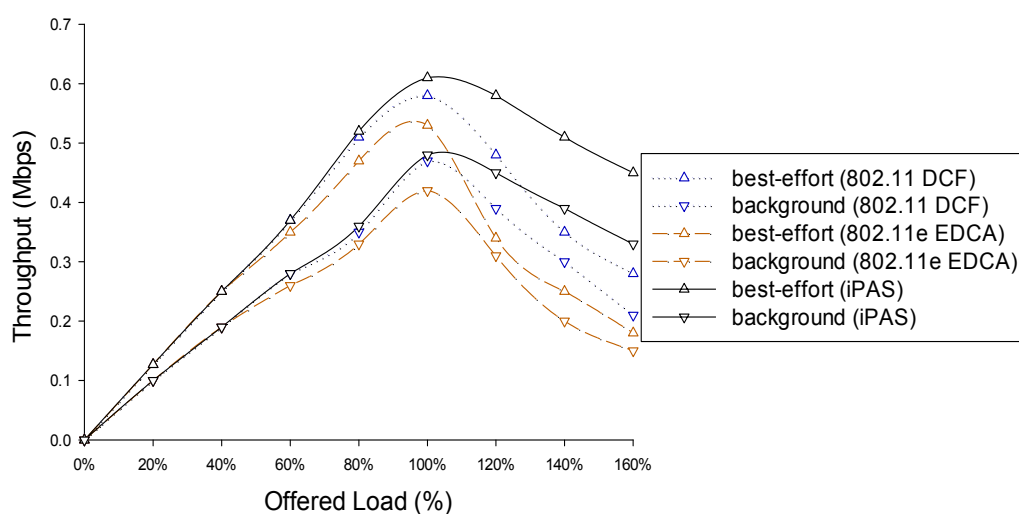 0.7
0.6
0.5
0.4
0.3
0.2
0.1
0.0
Throughput (Mbps)
0% 20% 40% 60% 80% 100% 120% 140% 160%
Offered Load (%)
best-effort (802.11 DCF)
background (802.11 DCF)
best-effort (802.11e EDCA)
background (802.11e EDCA)
best-effort (iPAS)
background (iPAS)